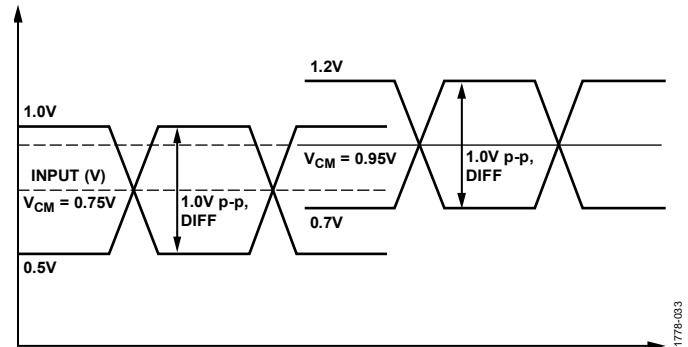 1.2V
1.0V
VCM = 0.95V
1.0V p-p,
DIFF
INPUT (V)
VCM = 0.75V
1.0V p-p,
DIFF
0.7V
0.5V
1778-033